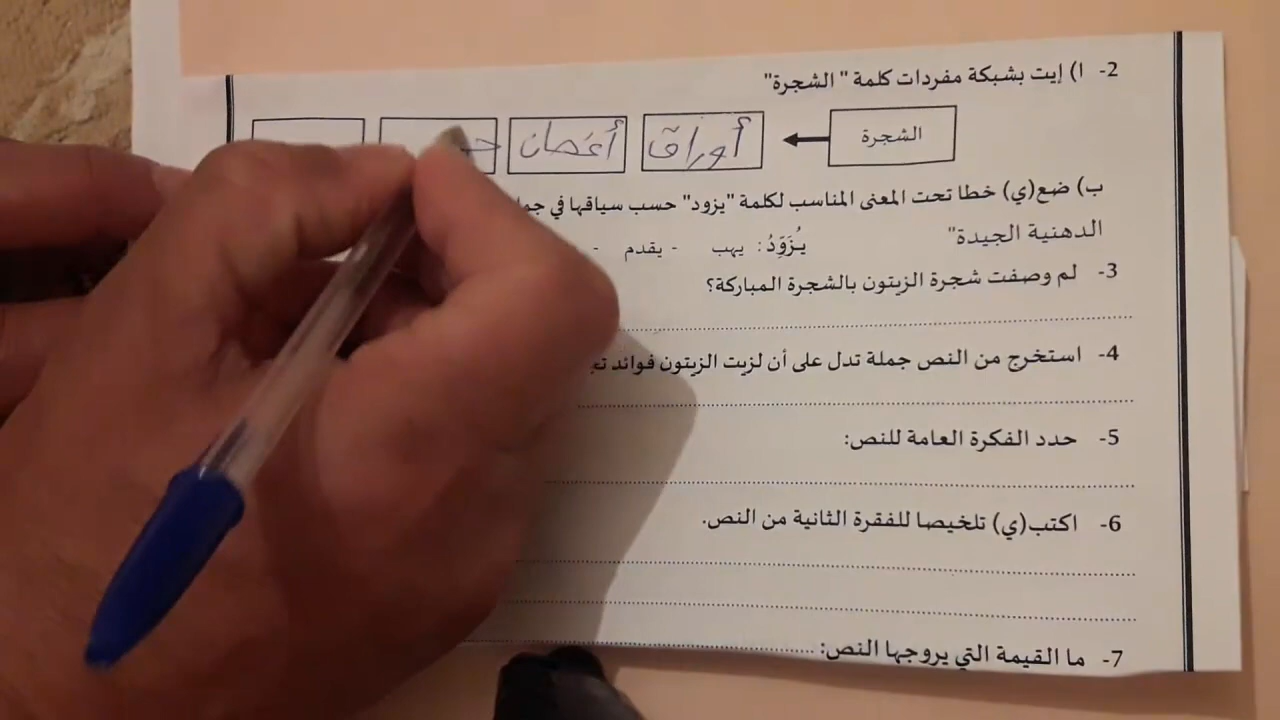 2- ا) إيت بشبكة مفردات كلمة " الشجرة"
الشجرة أوراق أغصان
ب) ضع(ي) خطا تحت المعنى المناسب لكلمة "يزود" حسب سياقها في
الدهنية الجيدة" يُزَوِّدُ: يهب - يقدم -
3- لم وصفت شجرة الزيتون بالشجرة المباركة؟
4- استخرج من النص جملة تدل على أن لزيت الزيتون فوائد
5- حدد الفكرة العامة للنص:
6- اكتب(ي) تلخيصا للفقرة الثانية من النص.
7- ما القيمة التي يروجها النص: